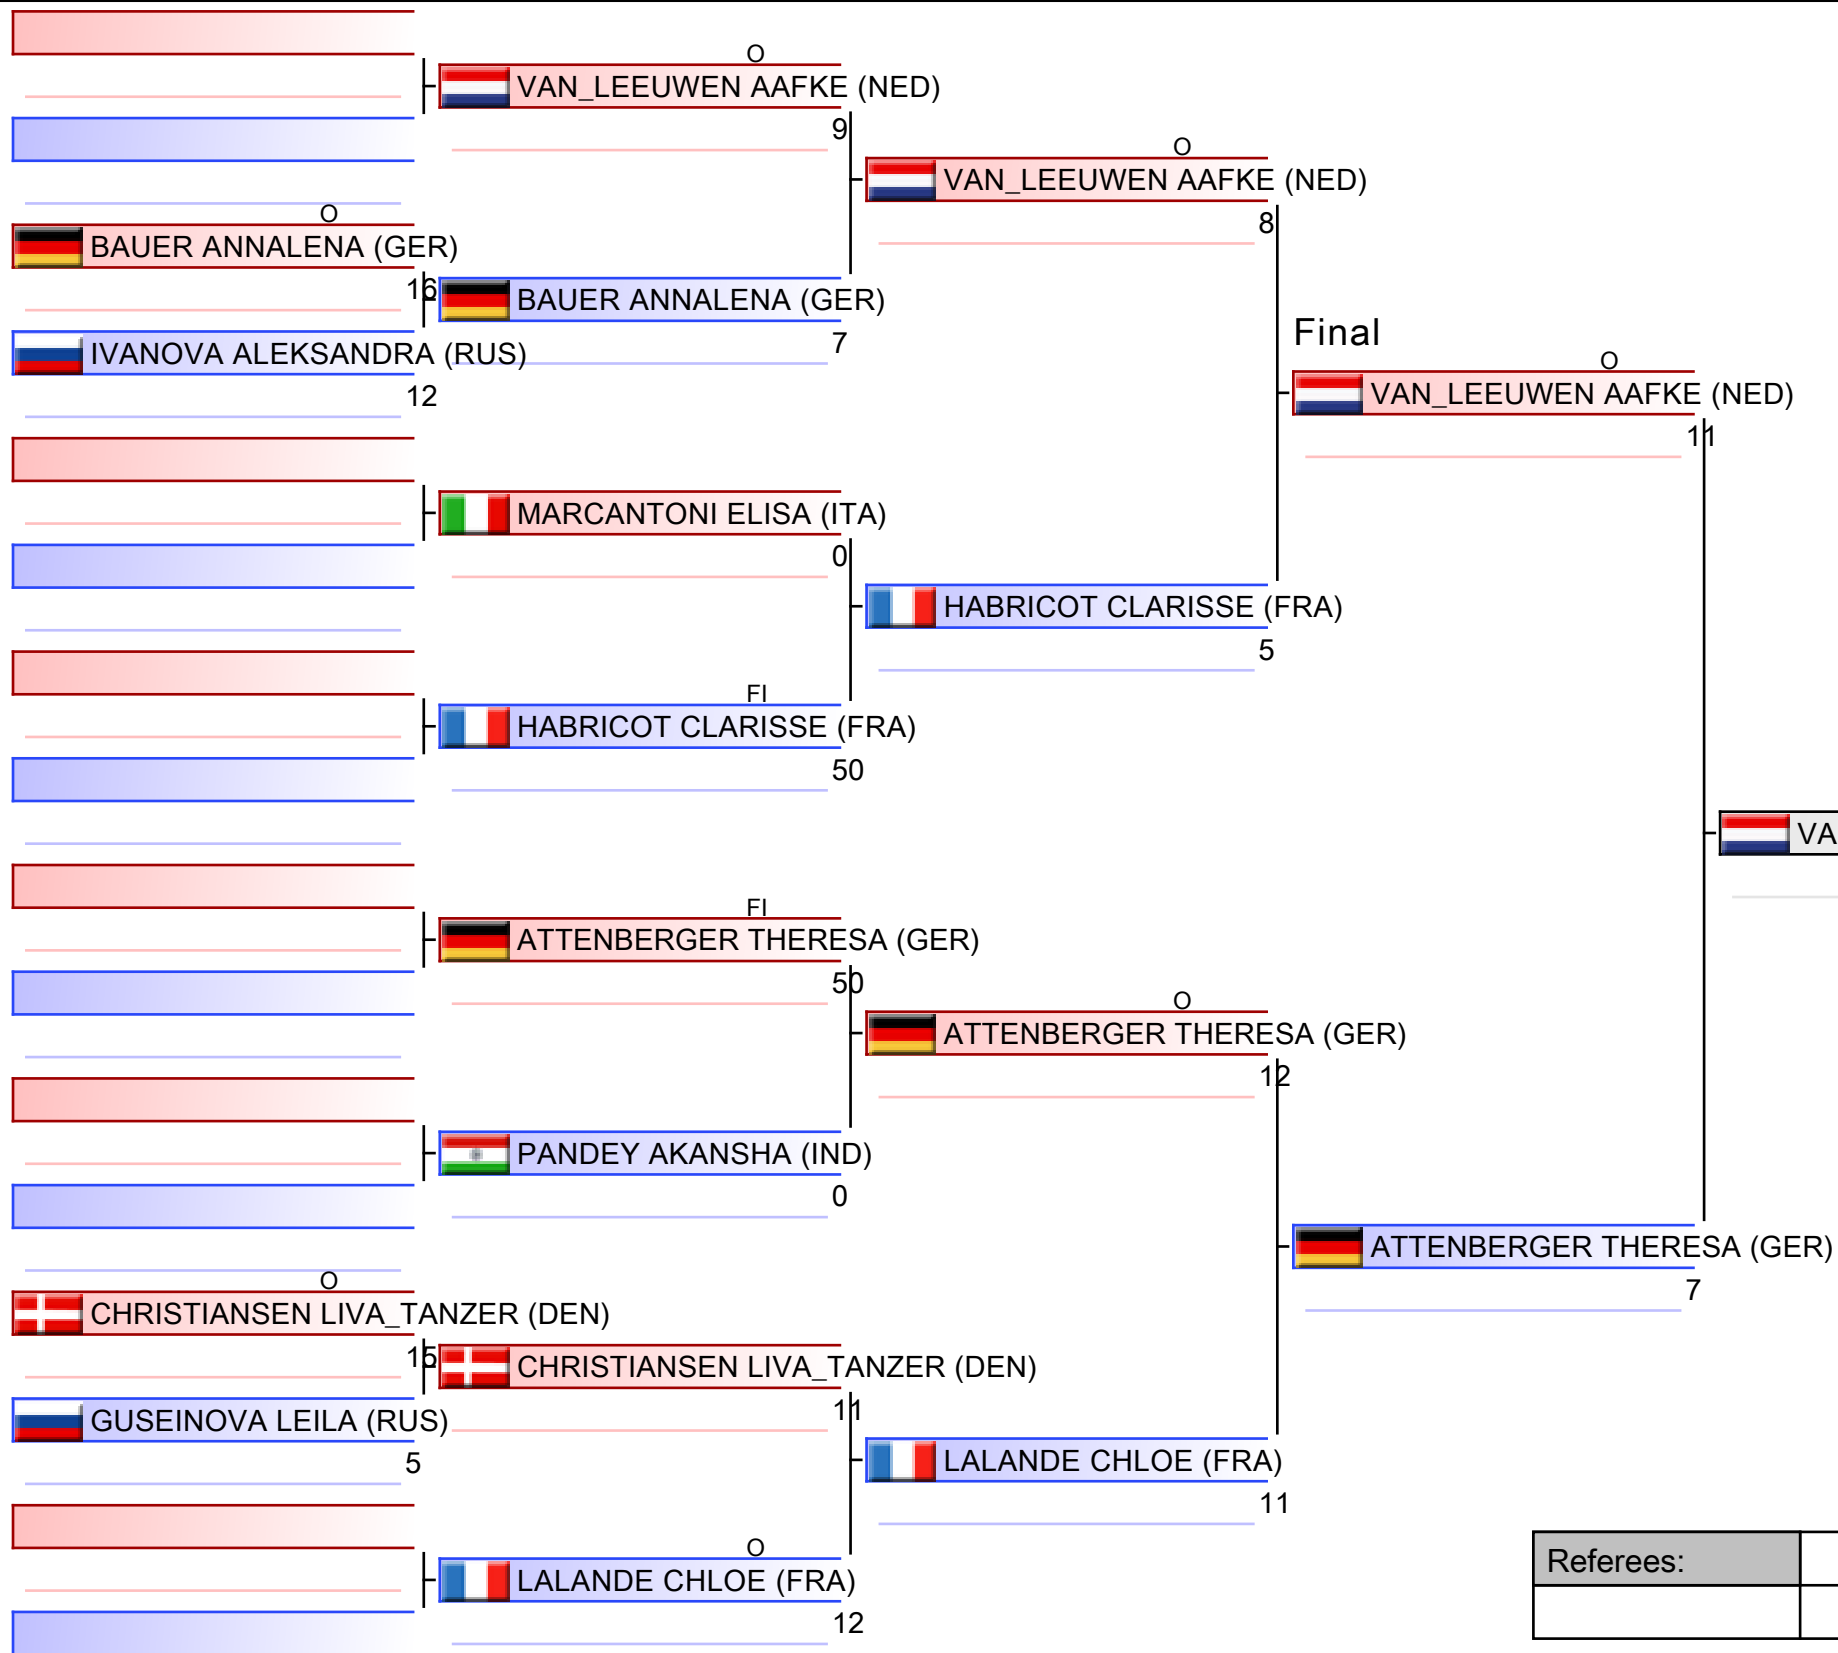 O
VAN_LEEUWEN AAFKE (NED)
9
O
VAN_LEEUWEN AAFKE (NED)
8
O
BAUER ANNALENA (GER)
16
BAUER ANNALENA (GER)
7
IVANOVA ALEKSANDRA (RUS)
12
Final
O
VAN_LEEUWEN AAFKE (NED)
11
MARCANTONI ELISA (ITA)
0
HABRICOT CLARISSE (FRA)
5
FI
HABRICOT CLARISSE (FRA)
50
VA
FI
ATTENBERGER THERESA (GER)
50
O
ATTENBERGER THERESA (GER)
12
PANDEY AKANSHA (IND)
0
ATTENBERGER THERESA (GER)
7
O
CHRISTIANSEN LIVA_TANZER (DEN)
15
CHRISTIANSEN LIVA_TANZER (DEN)
11
GUSEINOVA LEILA (RUS)
5
LALANDE CHLOE (FRA)
11
O
LALANDE CHLOE (FRA)
12
Referees: